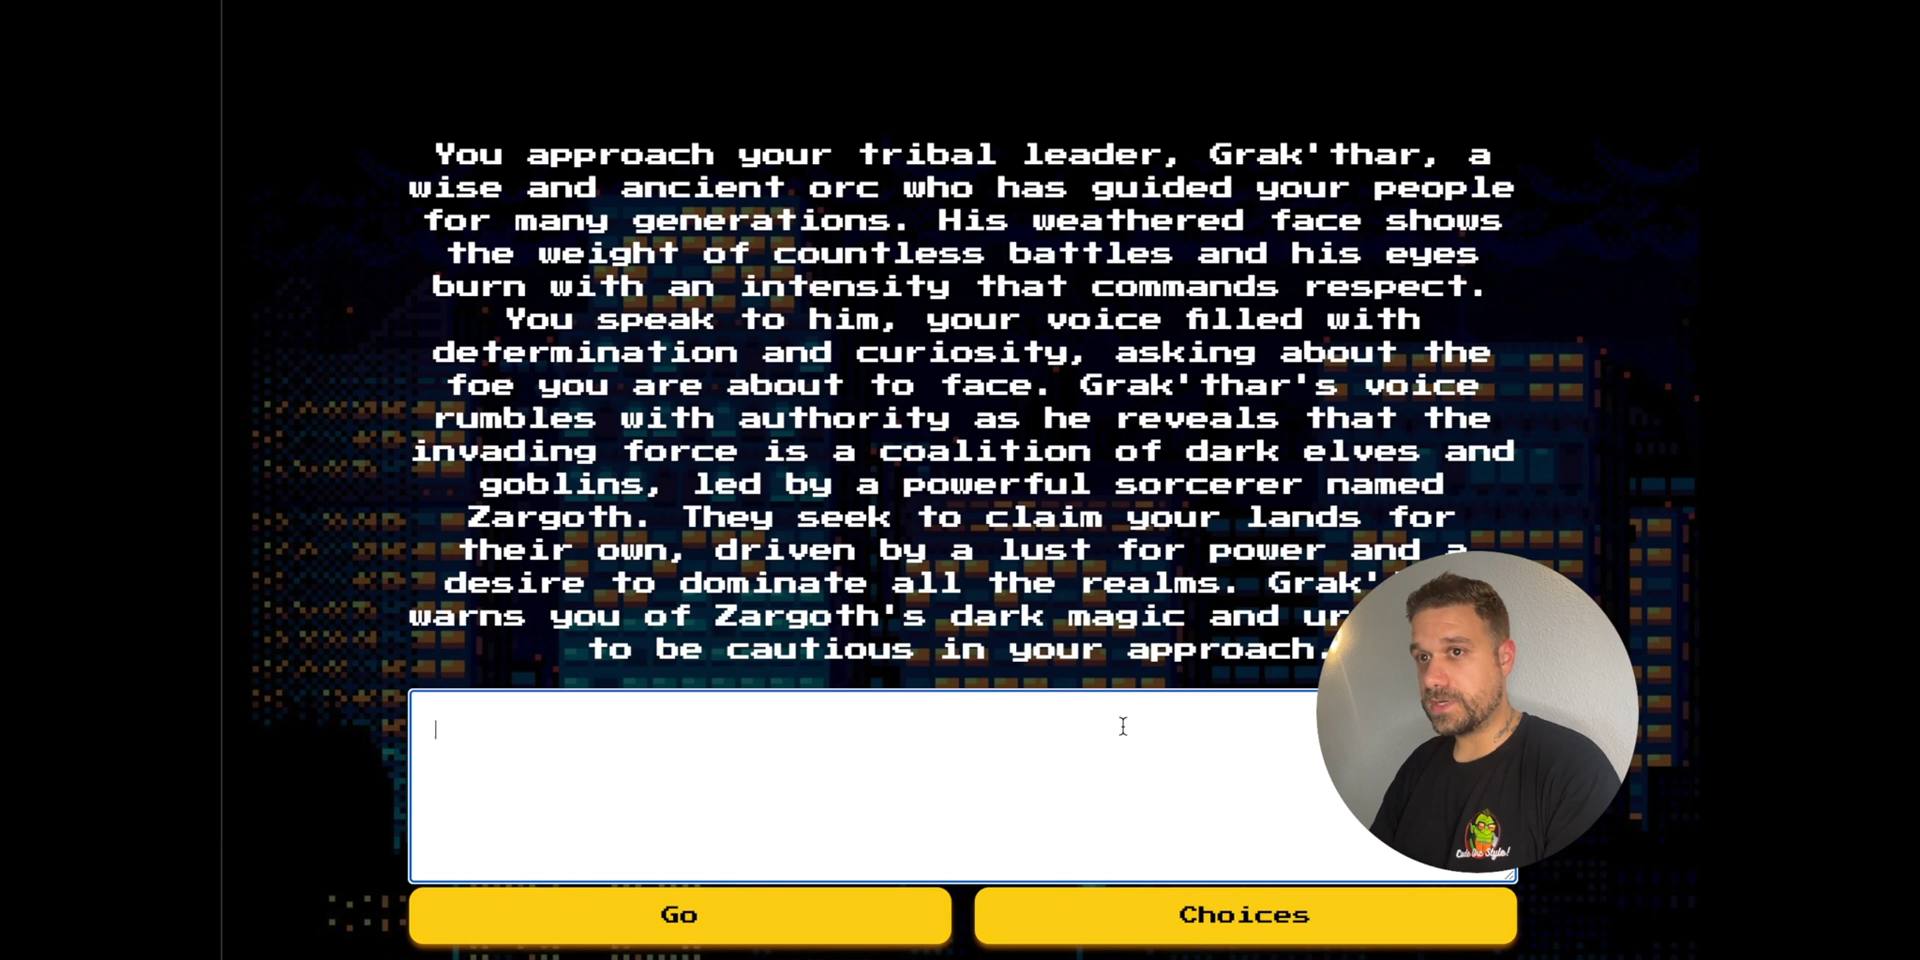 You approach your tribal leader, Grak'thar, a
wise and ancient orc who has guided your people
for many generations. His weathered face shows
the weight of countless battles and his eyes
burn with an intensity that commands respect.
You speak to him, your voice filled with
determination and curiosity, asking about the
foe you are about to face. Grak'thar's voice
rumbles with authority as he reveals that the
invading force is a coalition of dark elves and
goblins, led by a powerful sorcerer named
Zargoth. They seek to claim your lands for
their own, driven by a lust for power and a
desire to dominate all the realms.
warns you of Zargoth's dark magic and
to be cautious in your approach.
Code Orc Style!
Go
Choices